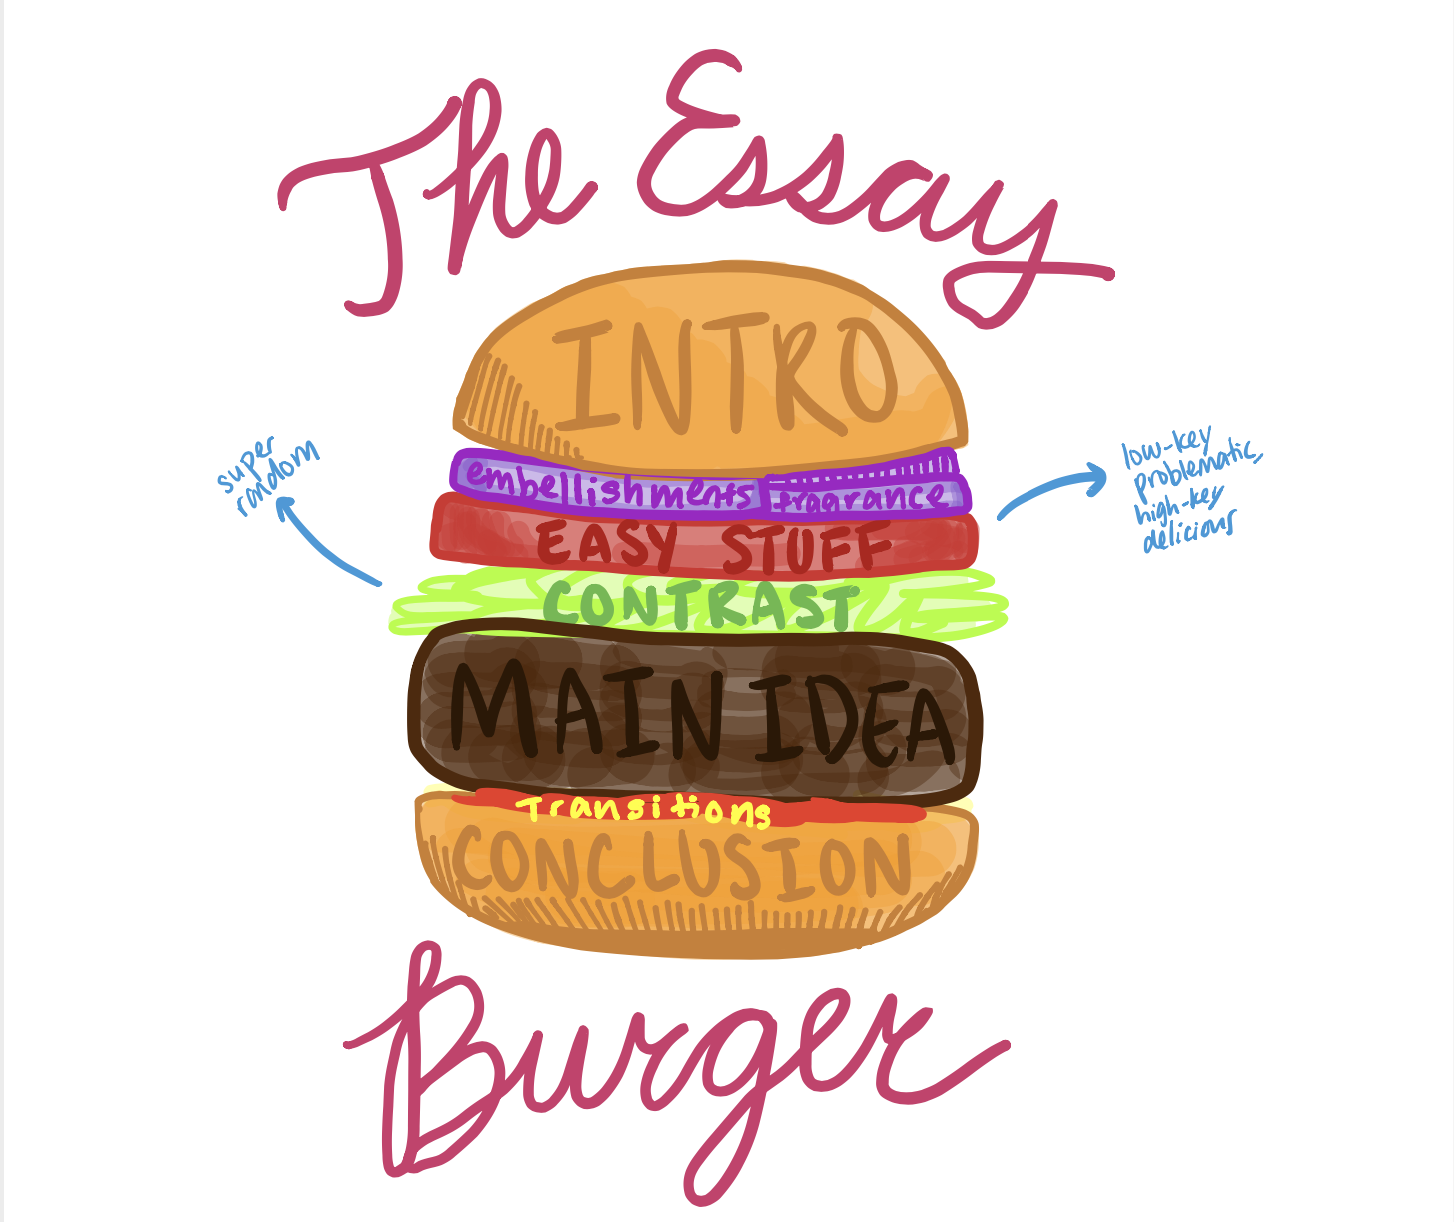 The Essay
INTRO
embellishments fragrance
EASY STUFF
CONTRAST
MAIN IDEA
Transitions
CONCLUSION
Burger
super
random
low-key
problematic,
high-key
delicious